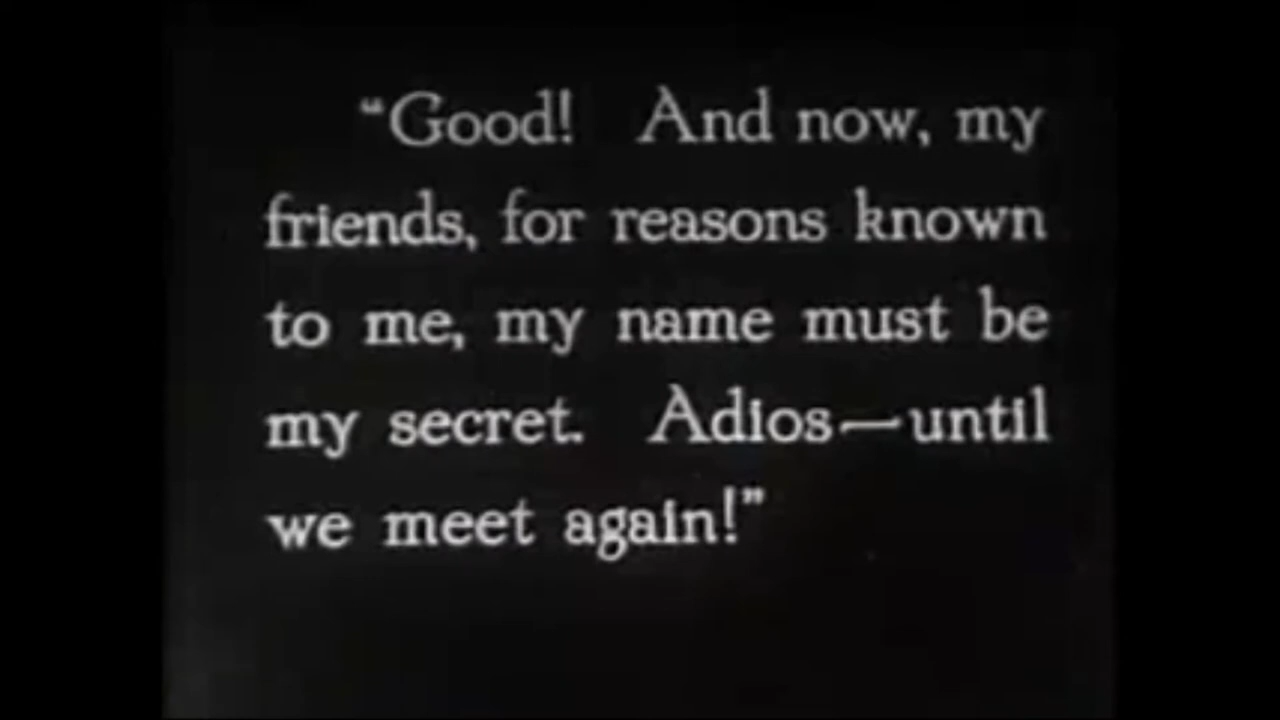 “Good! And now, my
friends, for reasons known
to me, my name must be
my secret. Adios—until
we meet again!”